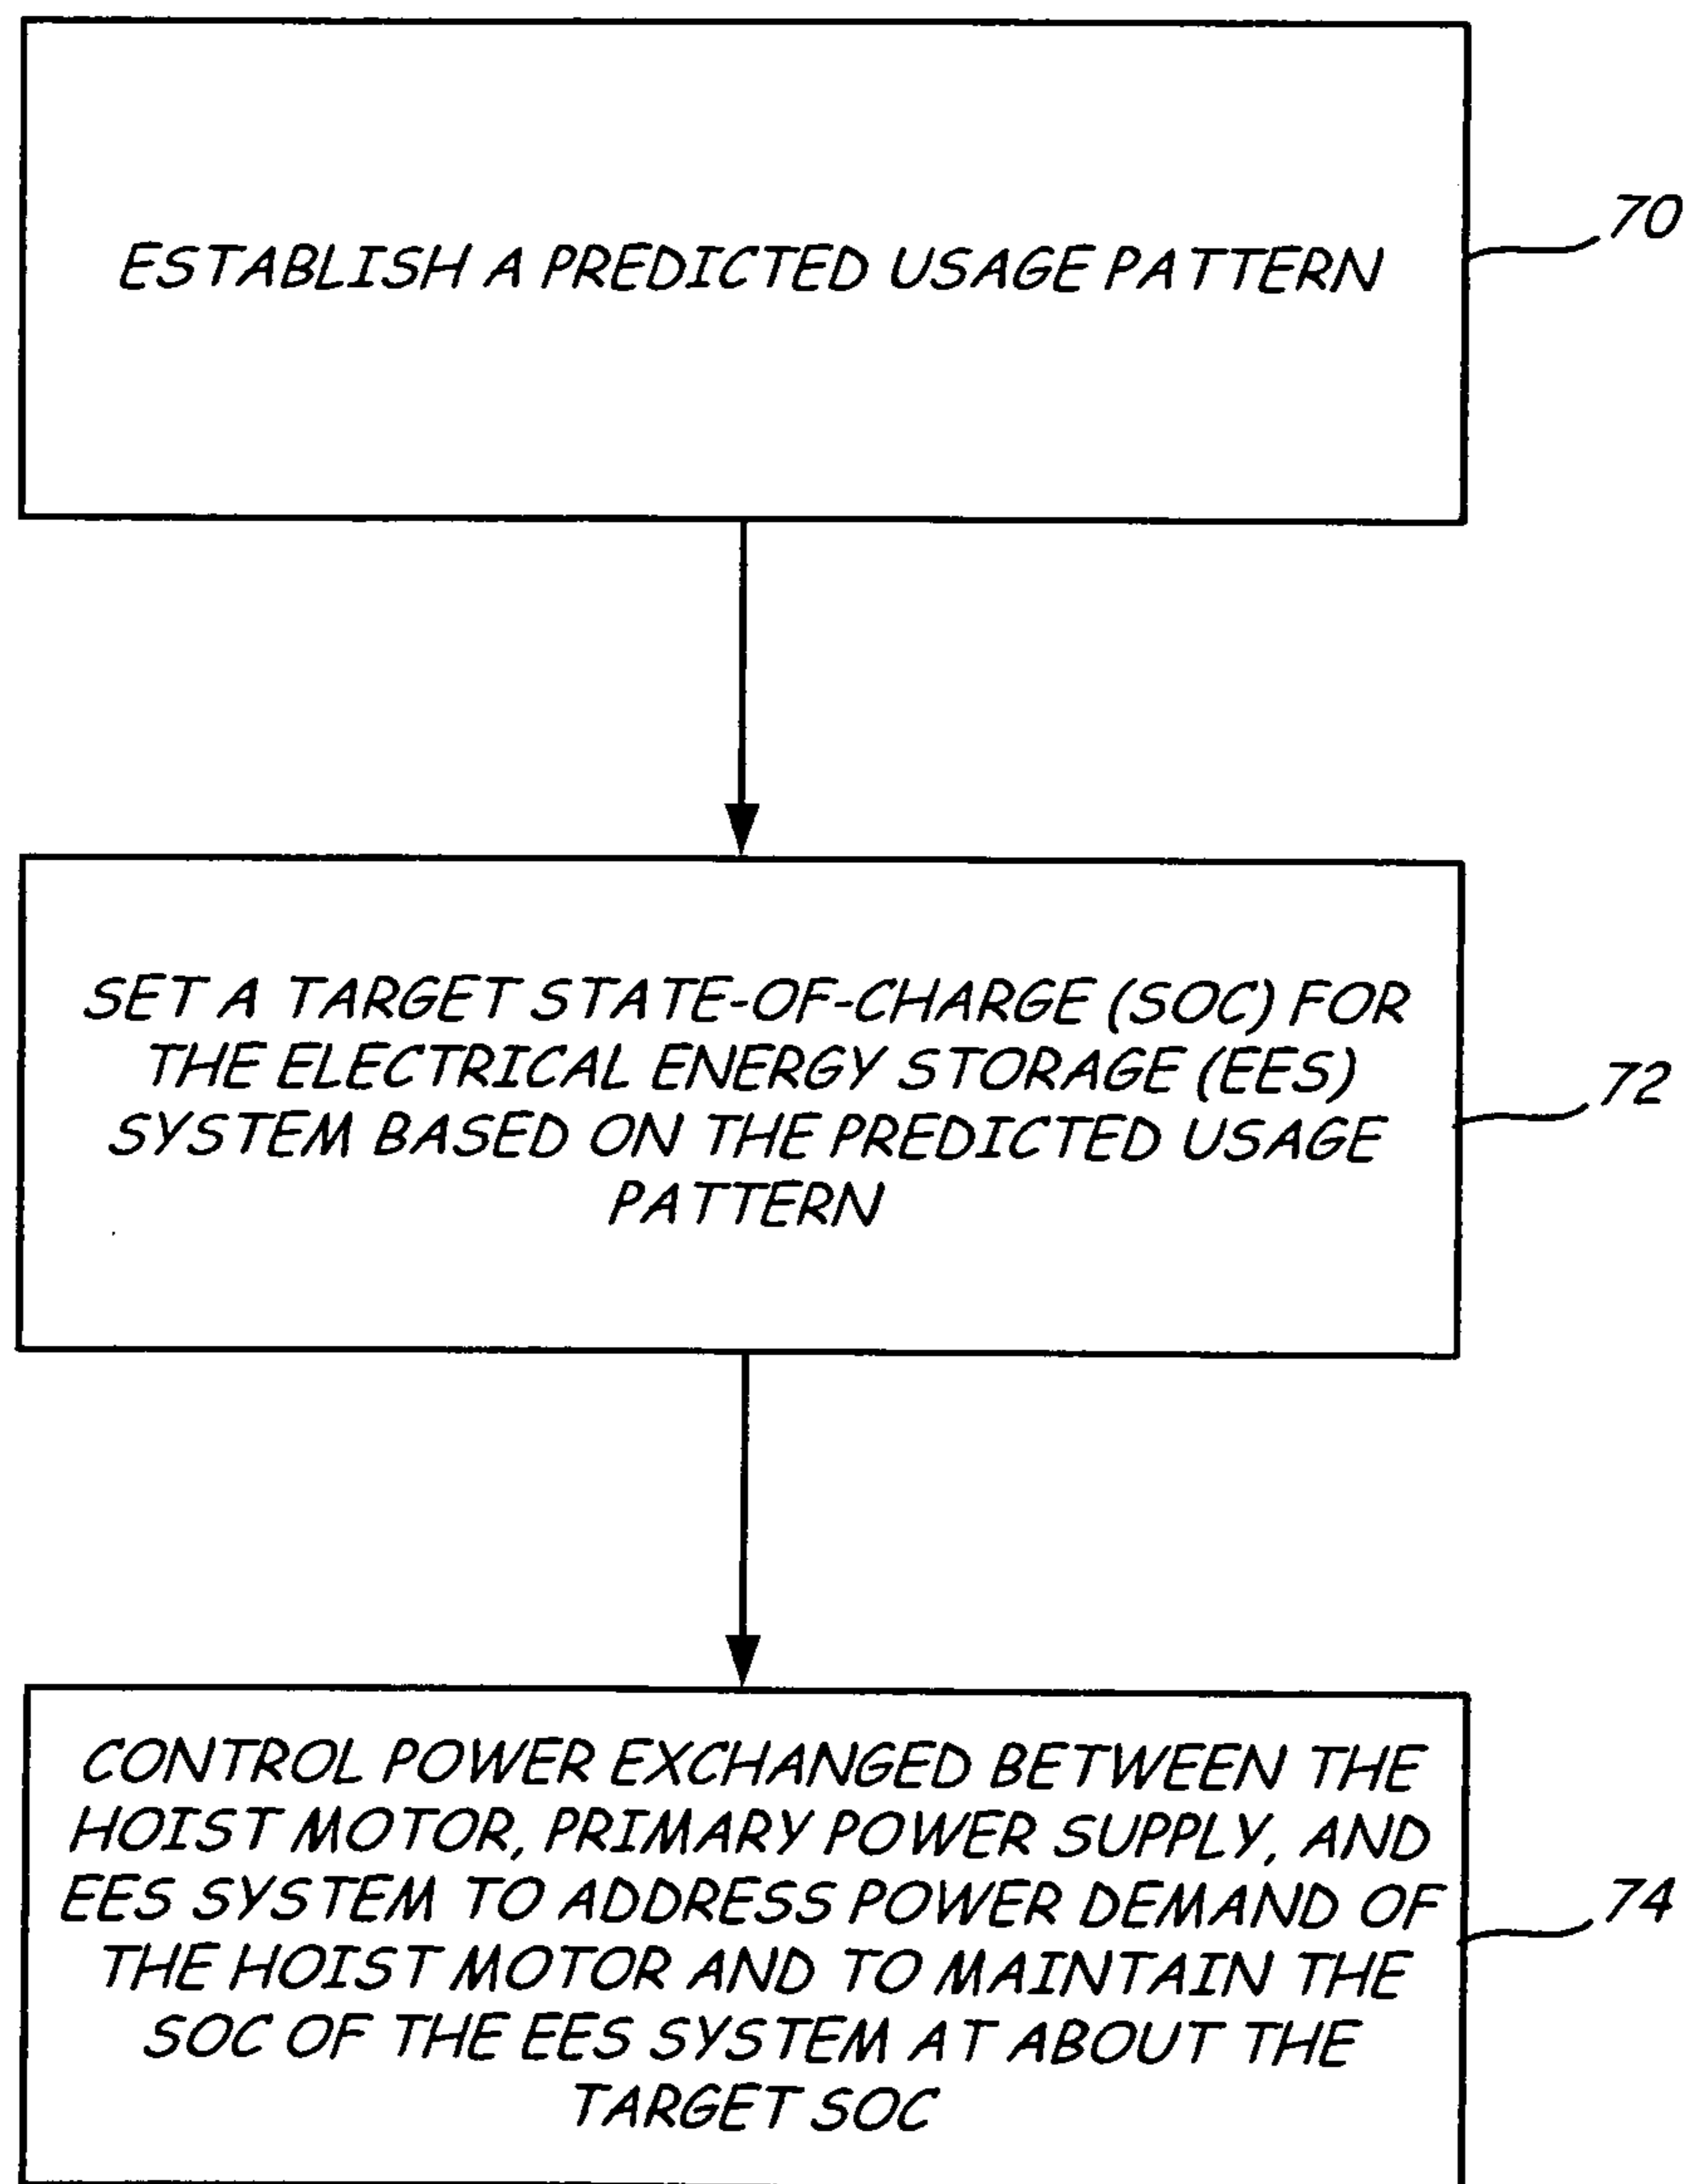 ESTABLISH A PREDICTED USAGE PATTERN
70
SET A TARGET STATE-OF-CHARGE (SOC) FOR
THE ELECTRICAL ENERGY STORAGE (EES)
SYSTEM BASED ON THE PREDICTED USAGE
PATTERN
72
CONTROL POWER EXCHANGED BETWEEN THE
HOIST MOTOR, PRIMARY POWER SUPPLY, AND
EES SYSTEM TO ADDRESS POWER DEMAND OF
THE HOIST MOTOR AND TO MAINTAIN THE
SOC OF THE EES SYSTEM AT ABOUT THE
TARGET SOC
74